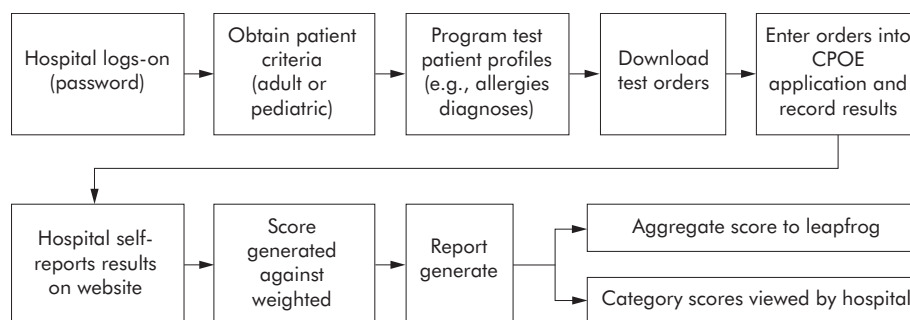 Hospital logs-on
(password)
Obtain patient
criteria
(adult or
pediatric)
Program test
patient profiles
(e.g., allergies
diagnoses)
Download
test orders
Enter orders into
CPOE
application and
record results
Hospital self-
reports results
on website
Score
generated
against
weighted
Report
generate
Aggregate score to leapfrog
Category scores viewed by hospital